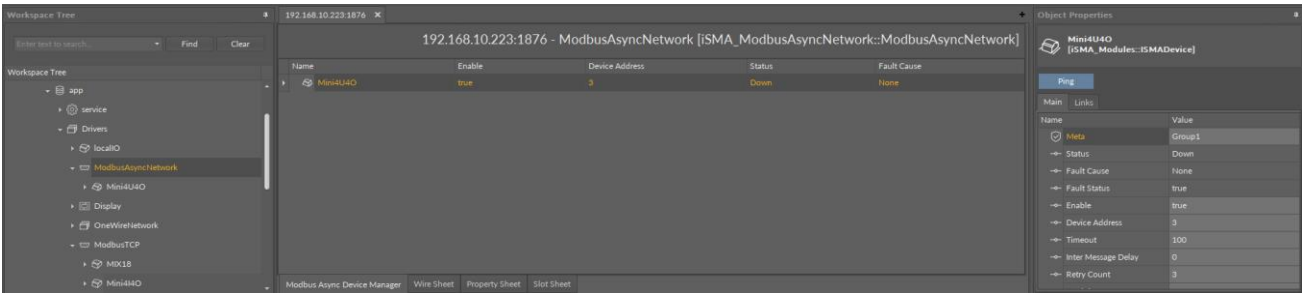 Workspace Tree
Enter text to search...
Find
Clear
Workspace Tree
app
service
Drivers
localIO
ModbusAsyncNetwork
Mini4U4O
Display
OneWireNetwork
ModbusTCP
MIX18
Mini4I4O
192.168.10.223:1876
192.168.10.223:1876 - ModbusAsyncNetwork [iSMA_ModbusAsyncNetwork::ModbusAsyncNetwork]
Name Enable Device Address Status Fault Cause
Mini4U4O true 3 Down None
Modbus Async Device Manager Wire Sheet Property Sheet Slot Sheet
Object Properties
Mini4U4O
[iSMA_Modules::ISMADevice]
Ping
Main Links
Name Value
Meta Group1
Status Down
Fault Cause None
Fault Status true
Enable true
Device Address 3
Timeout 100
Inter Message Delay 0
Retry Count 3